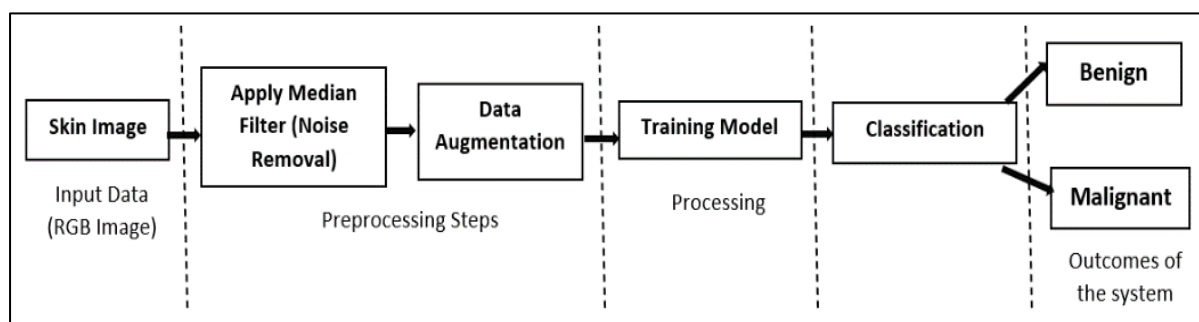 Skin Image
Input Data
(RGB Image)
Apply Median
Filter (Noise
Removal)
Data
Augmentation
Preprocessing Steps
Training Model
Processing
Classification
Benign
Malignant
Outcomes of
the system